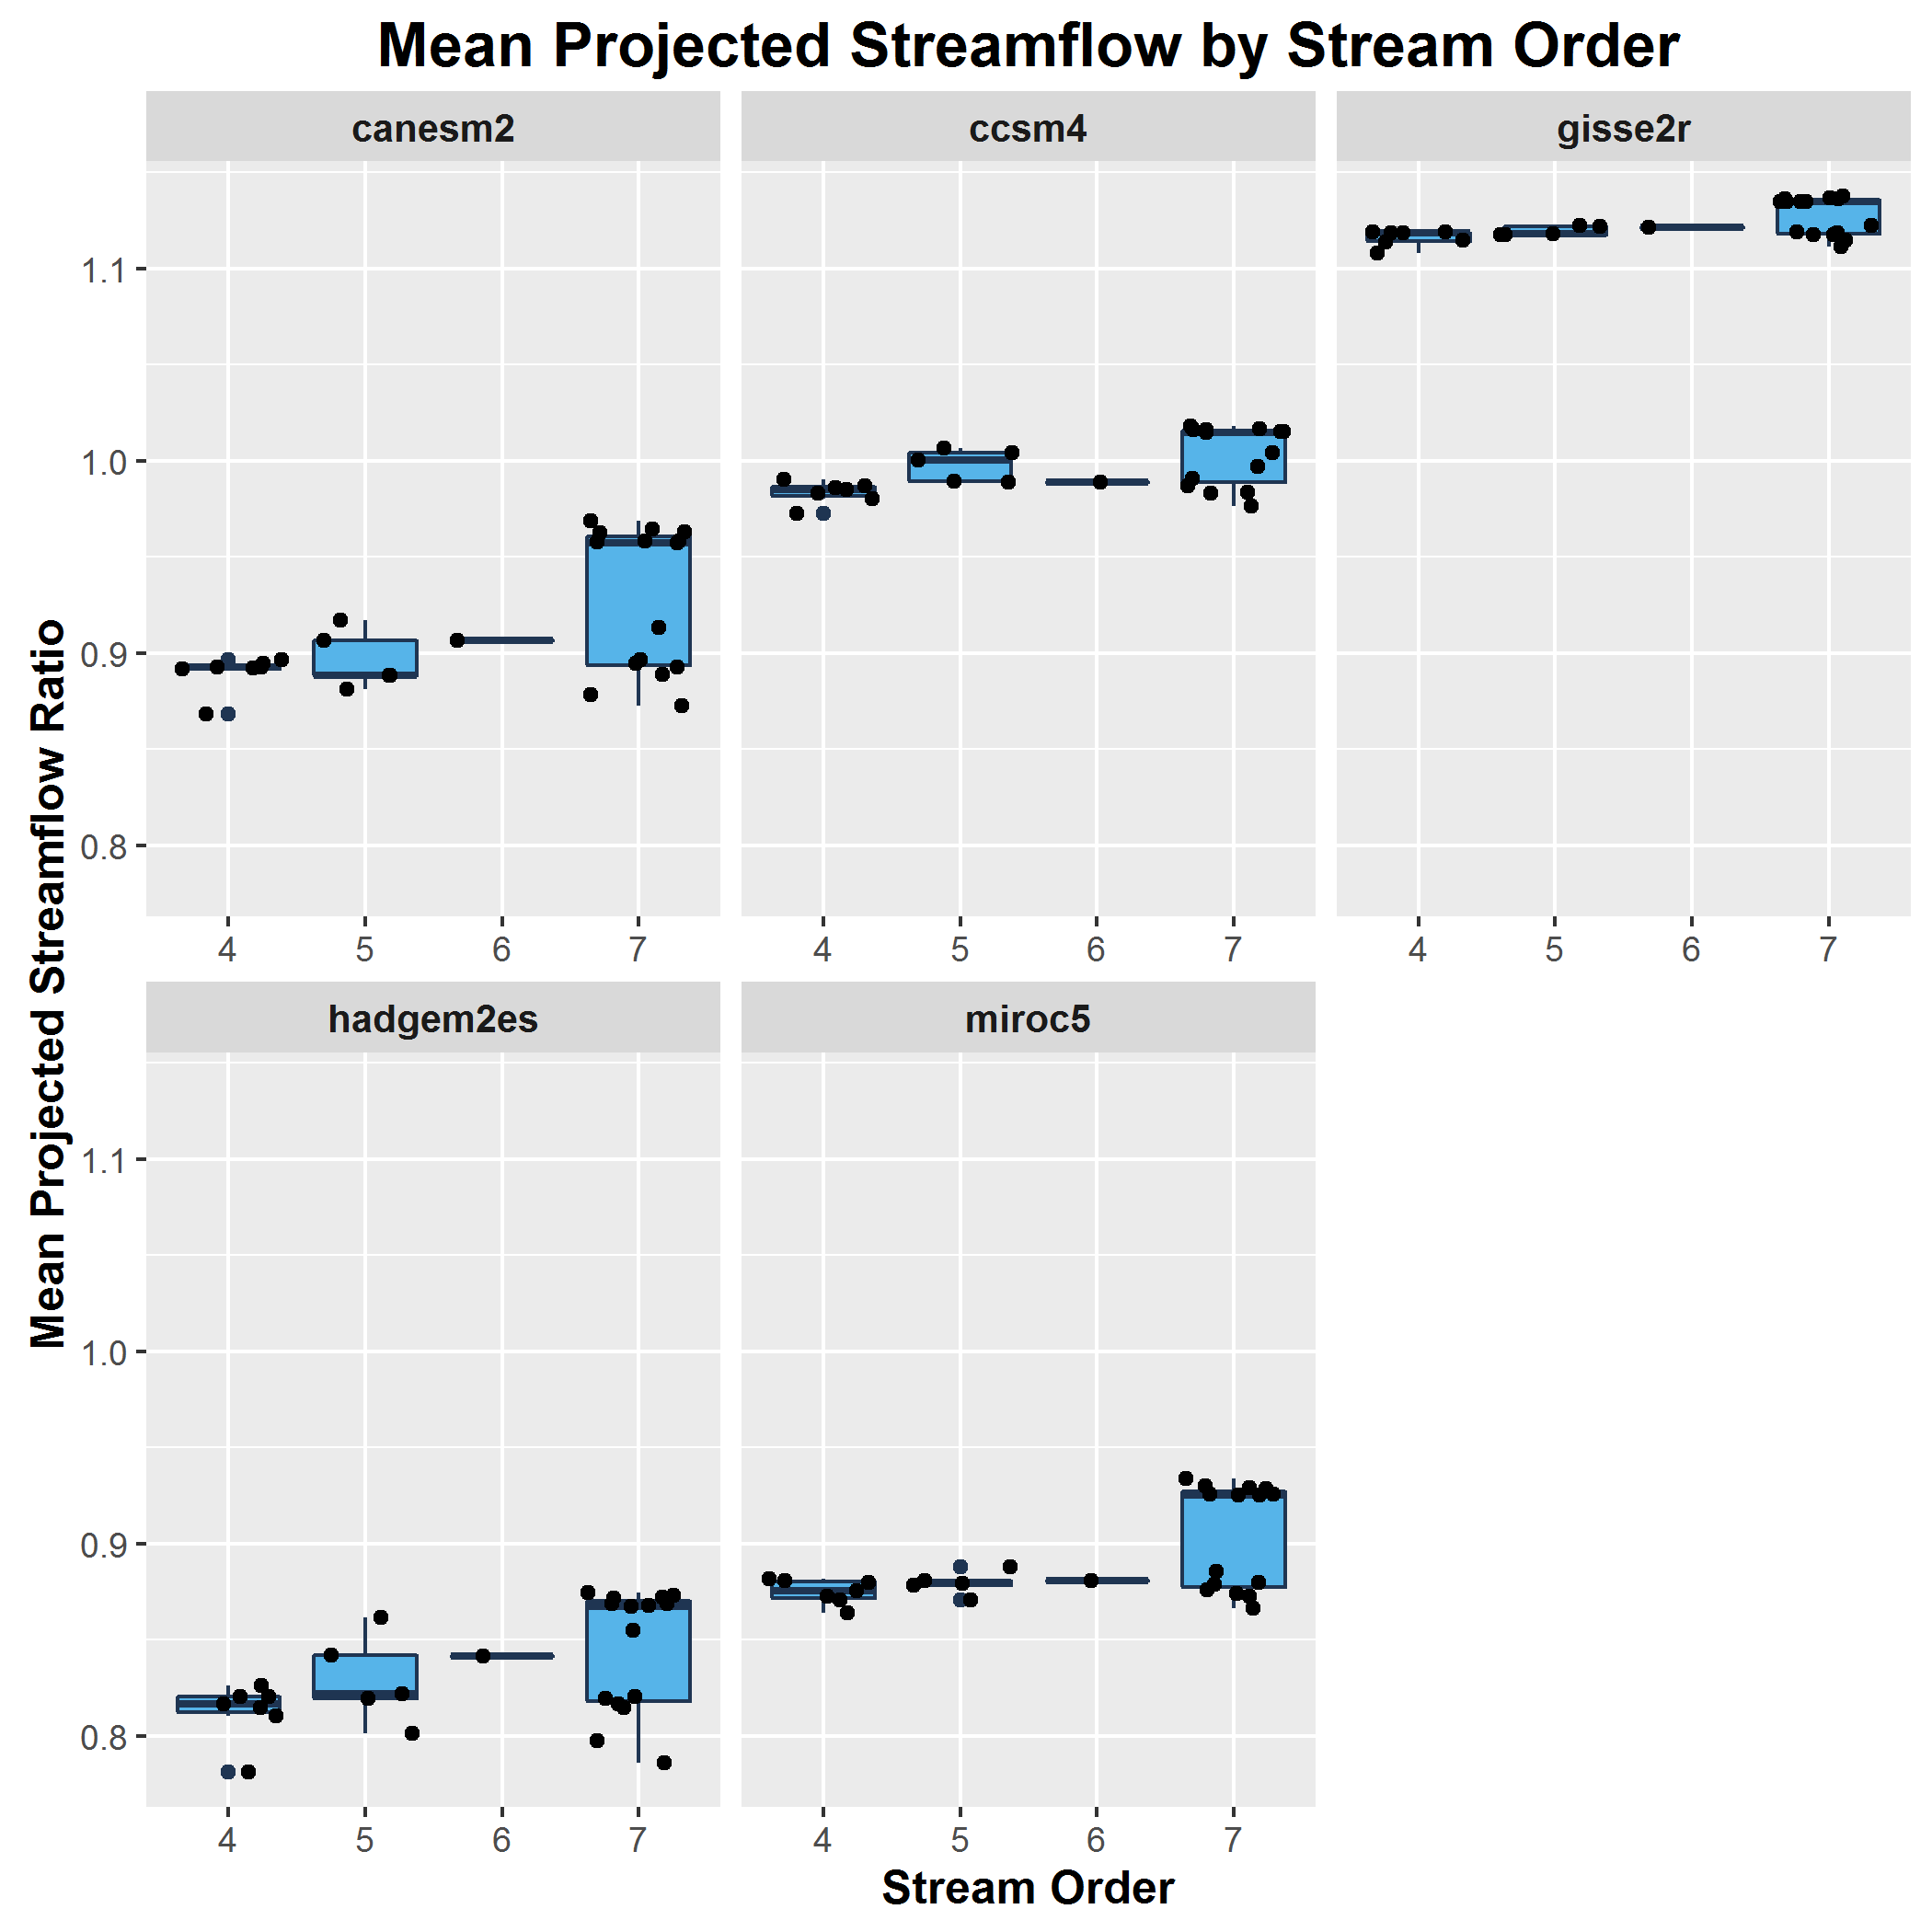 Mean Projected Streamflow by Stream Order
canesm2
ccsm4
gisse2r
1.1
1.0
0.9
0.8
4 5 6 7
4 5 6 7
4 5 6 7
Mean Projected Streamflow Ratio
hadgem2es
miroc5
1.1
1.0
0.9
0.8
4 5 6 7
4 5 6 7
Stream Order